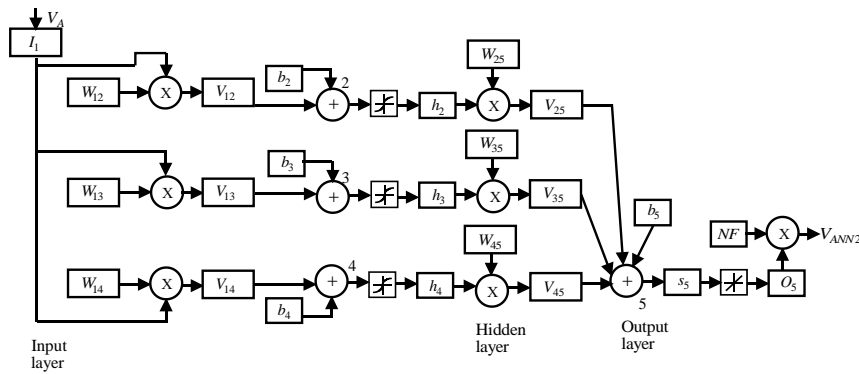 V_A
I_1
W_12
X
V_12
b_2
+
2
h_2
W_25
X
V_25
W_13
X
V_13
b_3
+
3
h_3
W_35
X
V_35
W_14
X
V_14
b_4
+
4
h_4
W_45
X
V_45
b_5
+
5
s_5
O_5
NF
X
V_ANN2
Input
layer
Hidden
layer
Output
layer